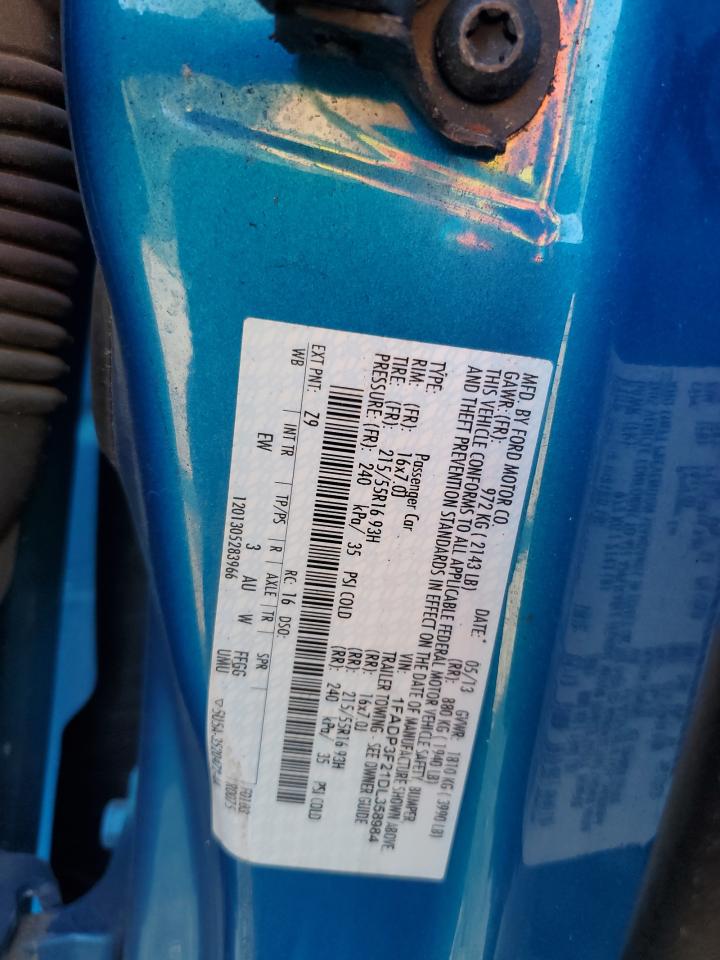 MFD. BY FORD MOTOR CO. DATE: 05/13 GVWR: 1810 KG ( 3990 LB)
GAWR: (FR): 972 KG ( 2143 LB) (RR): 880 KG ( 1940 LB)
THIS VEHICLE CONFORMS TO ALL APPLICABLE FEDERAL MOTOR VEHICLE SAFETY, BUMPER
AND THEFT PREVENTION STANDARDS IN EFFECT ON THE DATE OF MANUFACTURE SHOWN ABOVE
VIN: 1FADP3F21DL358984
TYPE: Passenger Car TRAILER TOWING - SEE OWNER GUIDE
RIM: (FR): 16x7.0J (RR): 16x7.0J
TIRE: (FR): 215/55R16 93H (RR): 215/55R16 93H
PRESSURE: (FR): 240 kPa/ 35 PSI COLD (RR): 240 kPa/ 35 PSI COLD
EXT PNT: Z9 RC: 16 DSO:
WB INT TR TP/PS R AXLE TR SPR
EW 3 AU W FFGG
1201305283966 UMU